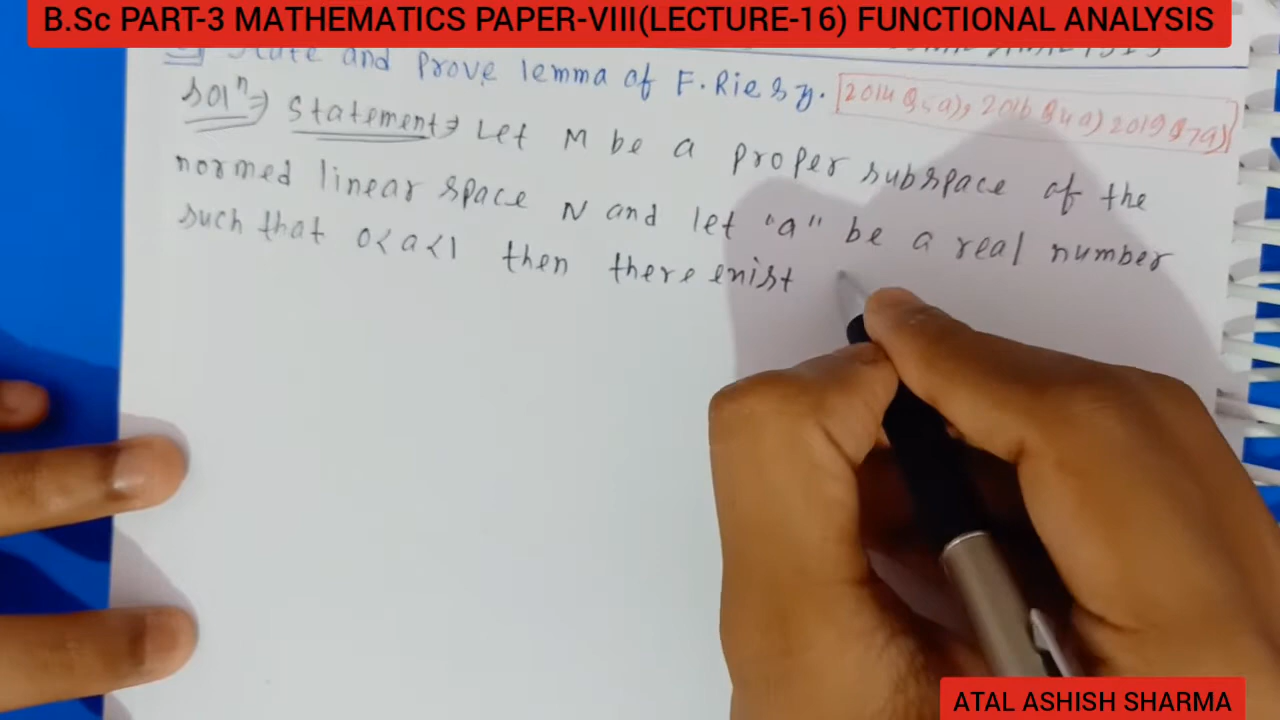 B.Sc PART-3 MATHEMATICS PAPER-VIII(LECTURE-16) FUNCTIONAL ANALYSIS
State and Prove lemma of F. Riesz. [2014 Q5(a), 2016 Q4(a) 2019 Q7(a)]
Solⁿ⇒ Statement⇒ Let M be a proper subspace of the
normed linear space N and let "a" be a real number
such that 0<a<1 then there exist
ATAL ASHISH SHARMA